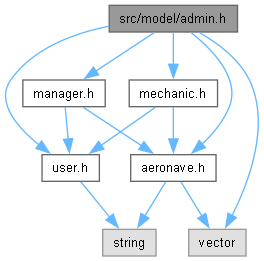 src/model/admin.h
manager.h
mechanic.h
user.h
aeronave.h
string
vector